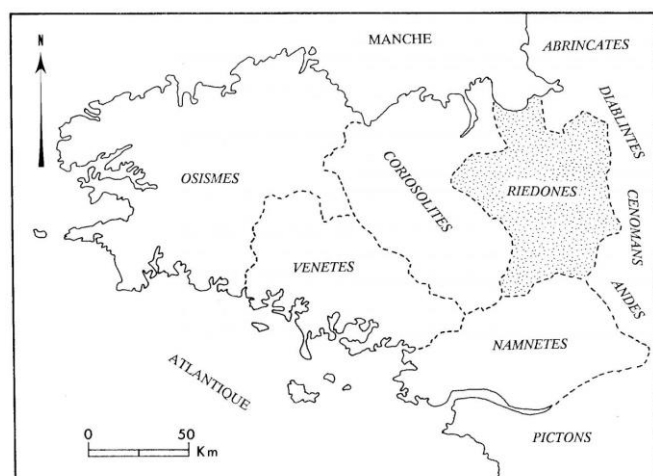 MANCHE
ABRINCATES
N
DIABLINTES
OSISMES
CORIOSOLITES
RIEDONES
CENOMANS
VENETES
ANDES
NAMNETES
ATLANTIQUE
0 50
Km
PICTONS